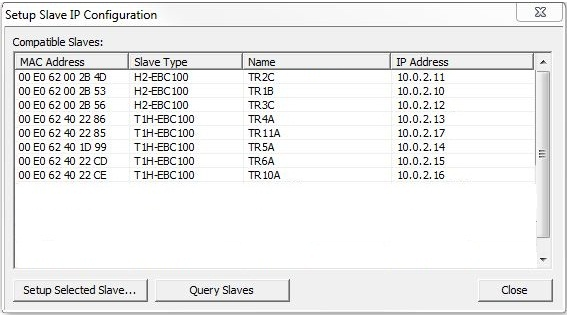 Setup Slave IP Configuration
Compatible Slaves:
MAC Address Slave Type Name IP Address
00 E0 62 00 2B 4D H2-EBC100 TR2C 10.0.2.11
00 E0 62 00 2B 53 H2-EBC100 TR1B 10.0.2.10
00 E0 62 00 2B 56 H2-EBC100 TR3C 10.0.2.12
00 E0 62 40 22 86 T1H-EBC100 TR4A 10.0.2.13
00 E0 62 40 22 85 T1H-EBC100 TR11A 10.0.2.17
00 E0 62 40 1D 99 T1H-EBC100 TR5A 10.0.2.14
00 E0 62 40 22 CD T1H-EBC100 TR6A 10.0.2.15
00 E0 62 40 22 CE T1H-EBC100 TR10A 10.0.2.16
Setup Selected Slave... Query Slaves Close